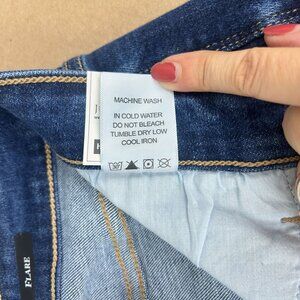 MACHINE WASH
IN COLD WATER
DO NOT BLEACH
TUMBLE DRY LOW
COOL IRON
FLARE